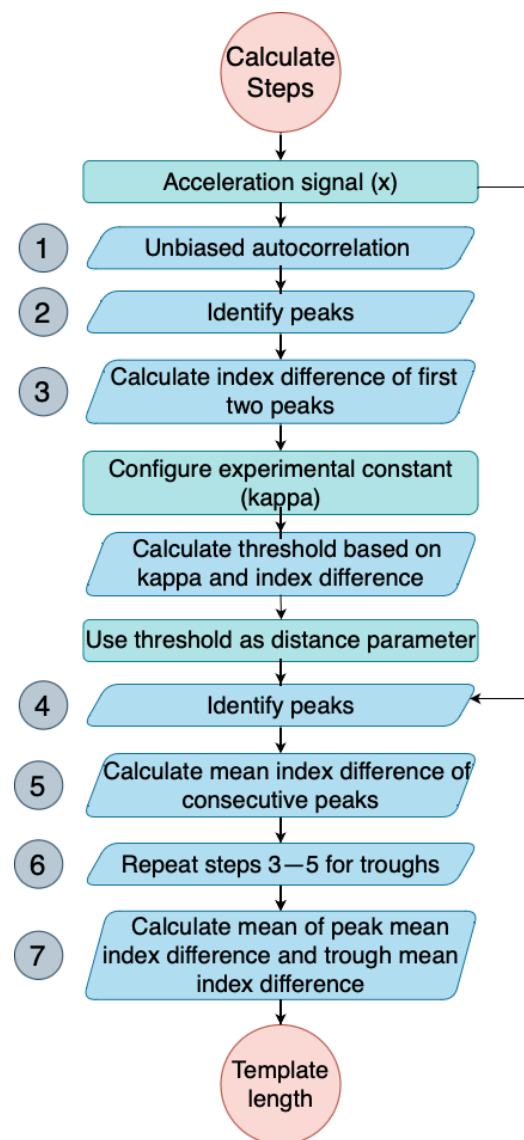 Calculate
Steps
Acceleration signal (x)
1
Unbiased autocorrelation
2
Identify peaks
3
Calculate index difference of first
two peaks
Configure experimental constant
(kappa)
Calculate threshold based on
kappa and index difference
Use threshold as distance parameter
4
Identify peaks
5
Calculate mean index difference of
consecutive peaks
6
Repeat steps 3—5 for troughs
7
Calculate mean of peak mean
index difference and trough mean
index difference
Template
length